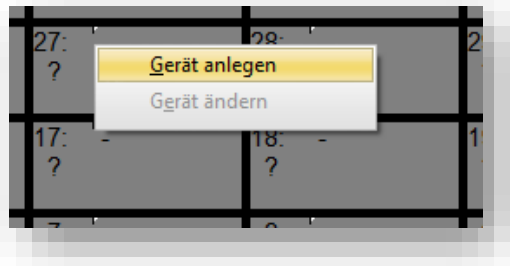 27: 28:
?
Gerät anlegen
Gerät ändern
17: - 18: -
? ?